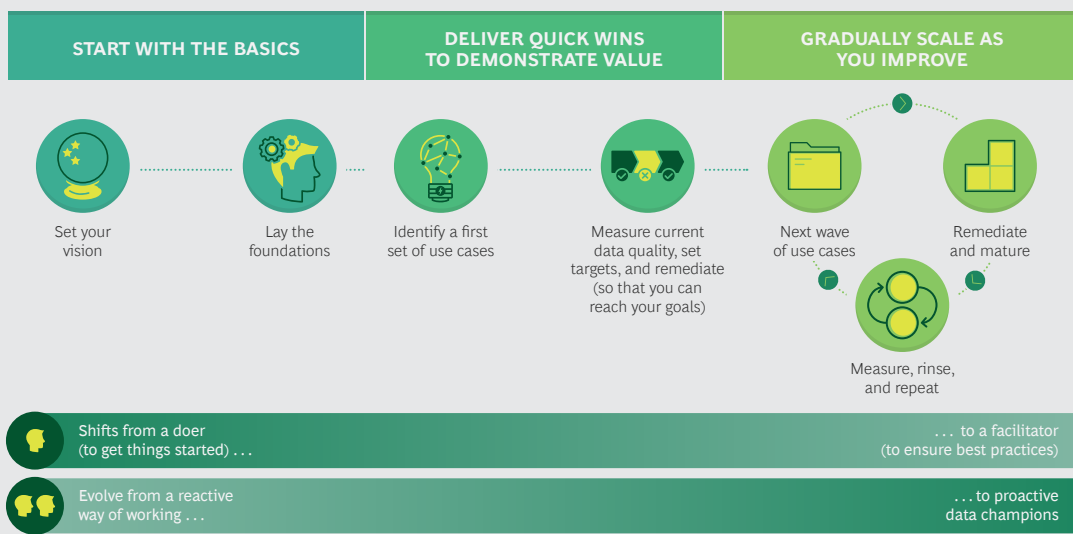 START WITH THE BASICS
DELIVER QUICK WINS
TO DEMONSTRATE VALUE
GRADUALLY SCALE AS
YOU IMPROVE
Set your
vision
Lay the
foundations
Identify a first
set of use cases
Measure current
data quality, set
targets, and remediate
(so that you can
reach your goals)
Next wave
of use cases
Remediate
and mature
Measure, rinse,
and repeat
Shifts from a doer
(to get things started) . . .
. . . to a facilitator
(to ensure best practices)
Evolve from a reactive
way of working . . .
. . . to proactive
data champions